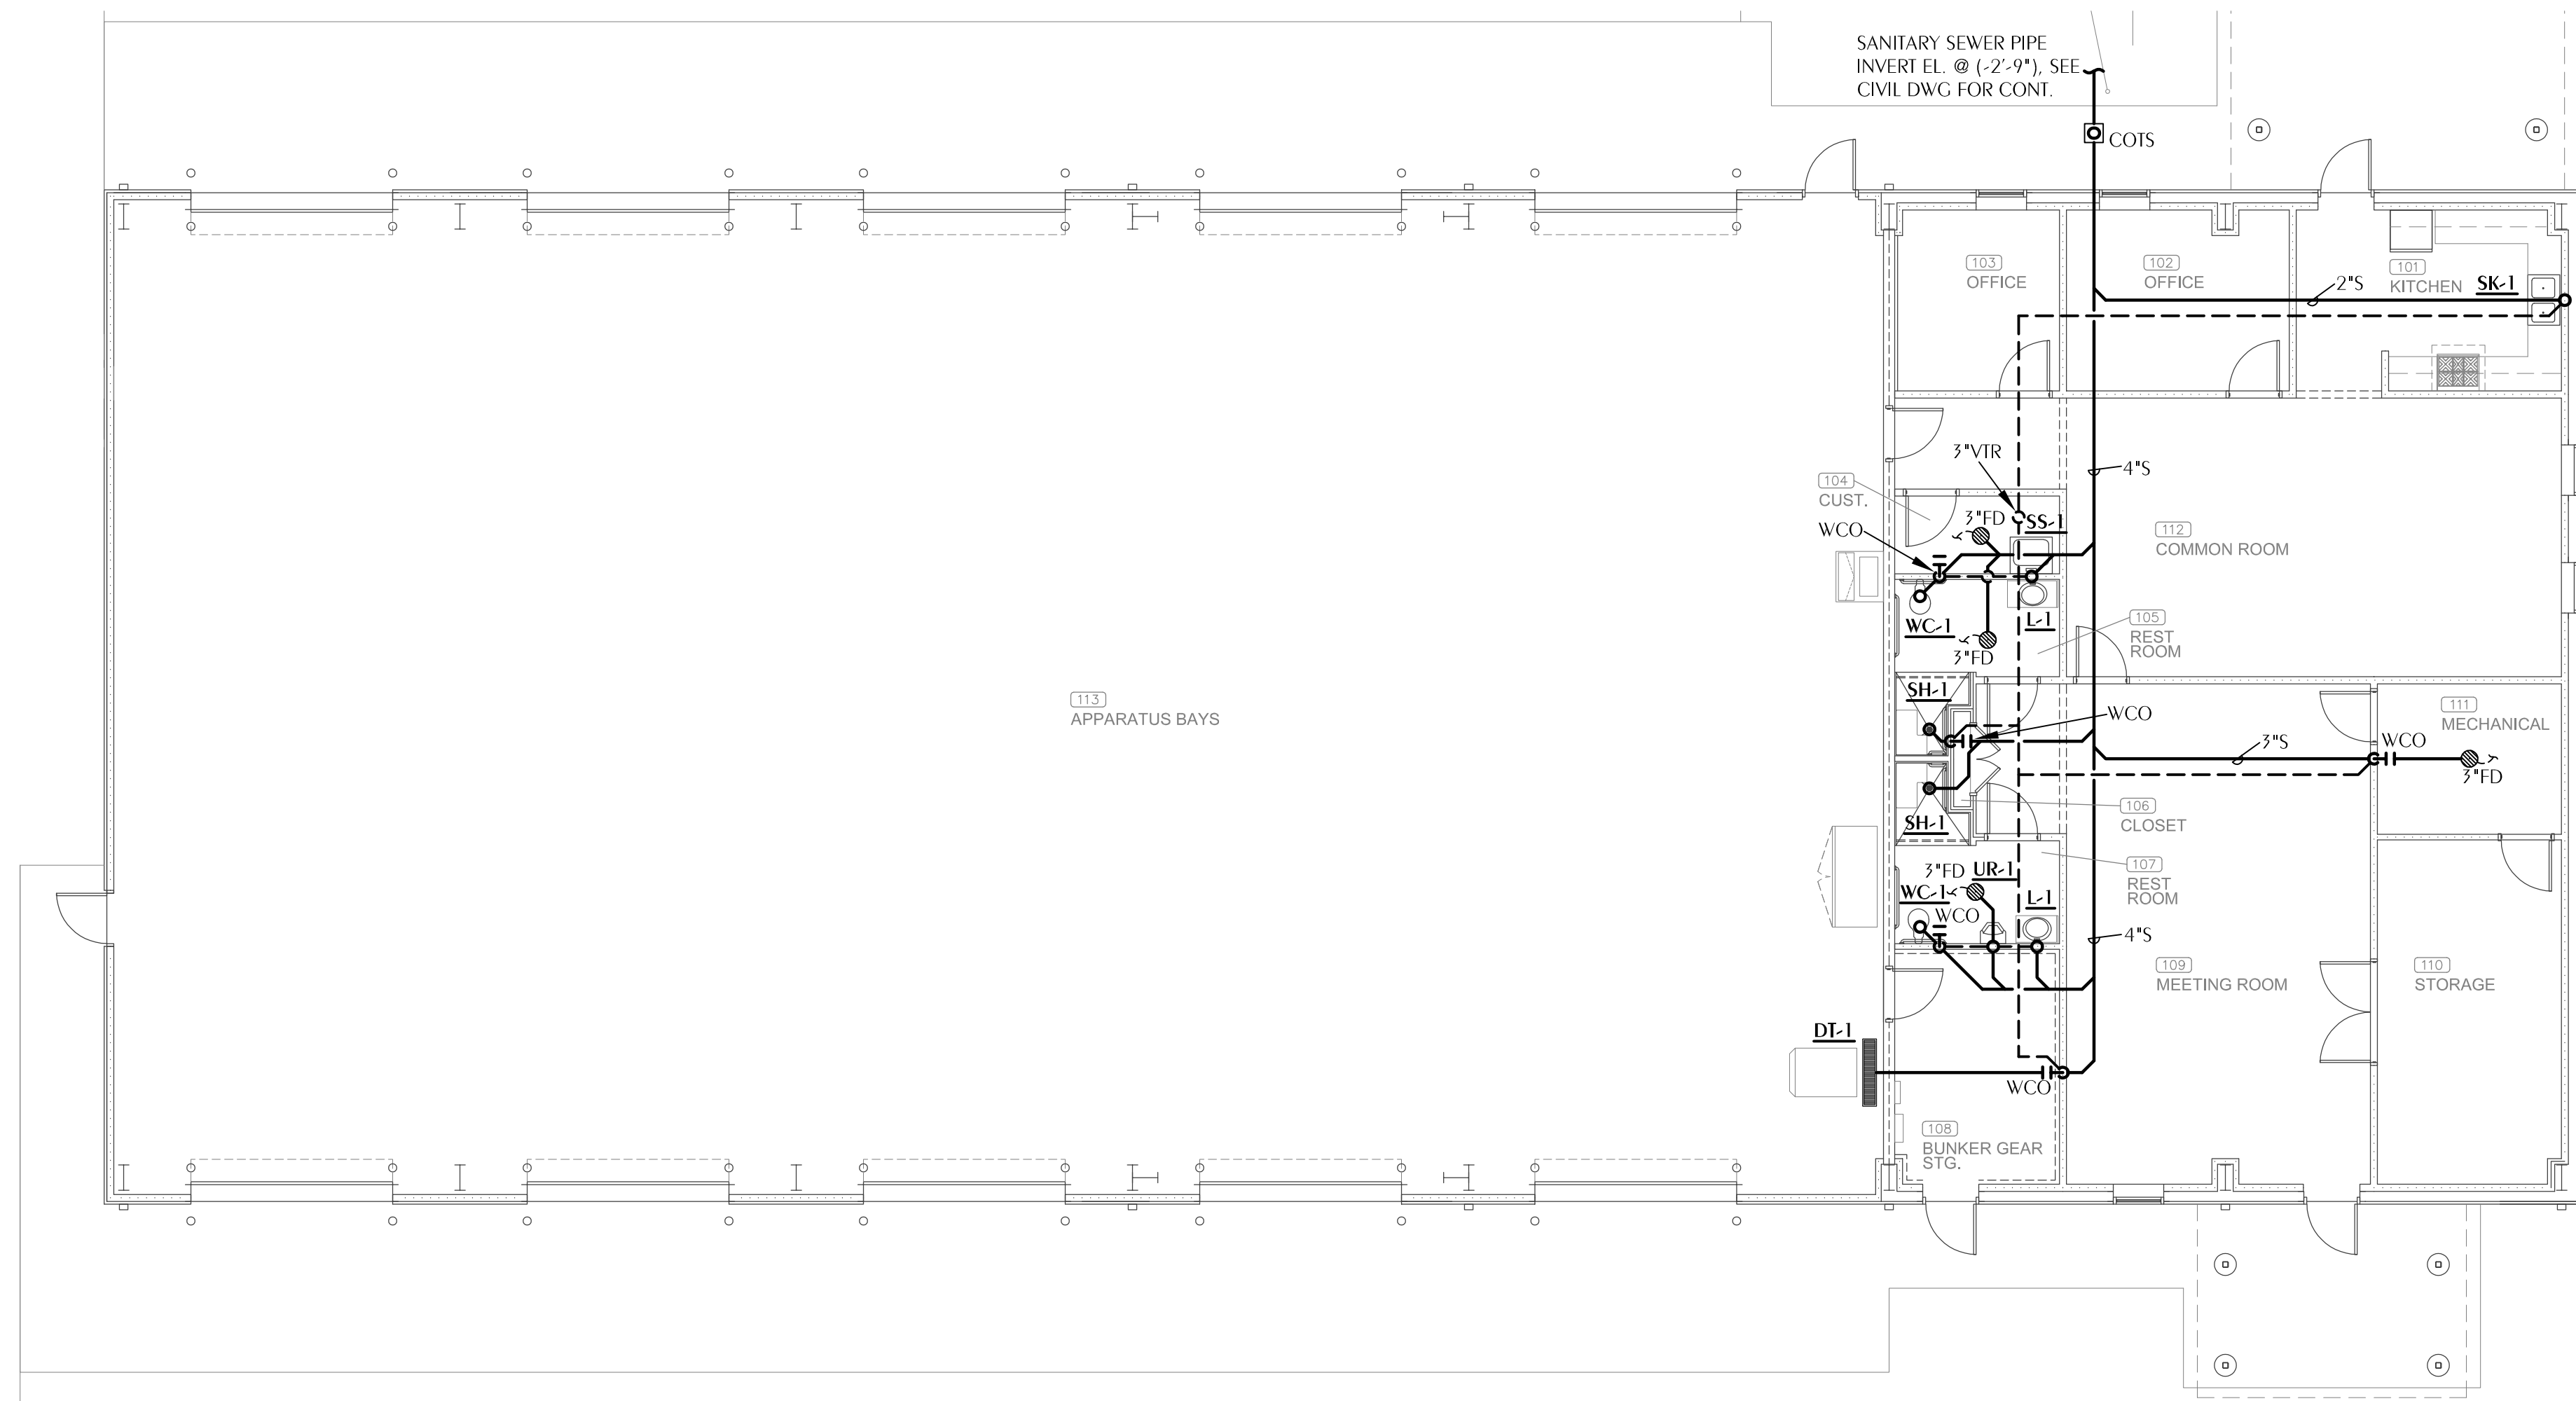 SANITARY SEWER PIPE
INVERT EL. @ (-2'-9"), SEE
CIVIL DWG FOR CONT.
COTS
103
OFFICE
102
OFFICE
101
KITCHEN
SK-1
2"S
3"VTR
4"S
104
CUST.
WCO
3"FD
SS-1
112
COMMON ROOM
WC-1
L-1
3"FD
105
REST
ROOM
113
APPARATUS BAYS
SH-1
WCO
111
MECHANICAL
3"S
WCO
3"FD
SH-1
106
CLOSET
107
REST
ROOM
3"FD
UR-1
WC-1
L-1
WCO
4"S
109
MEETING ROOM
110
STORAGE
DT-1
WCO
108
BUNKER GEAR
STG.